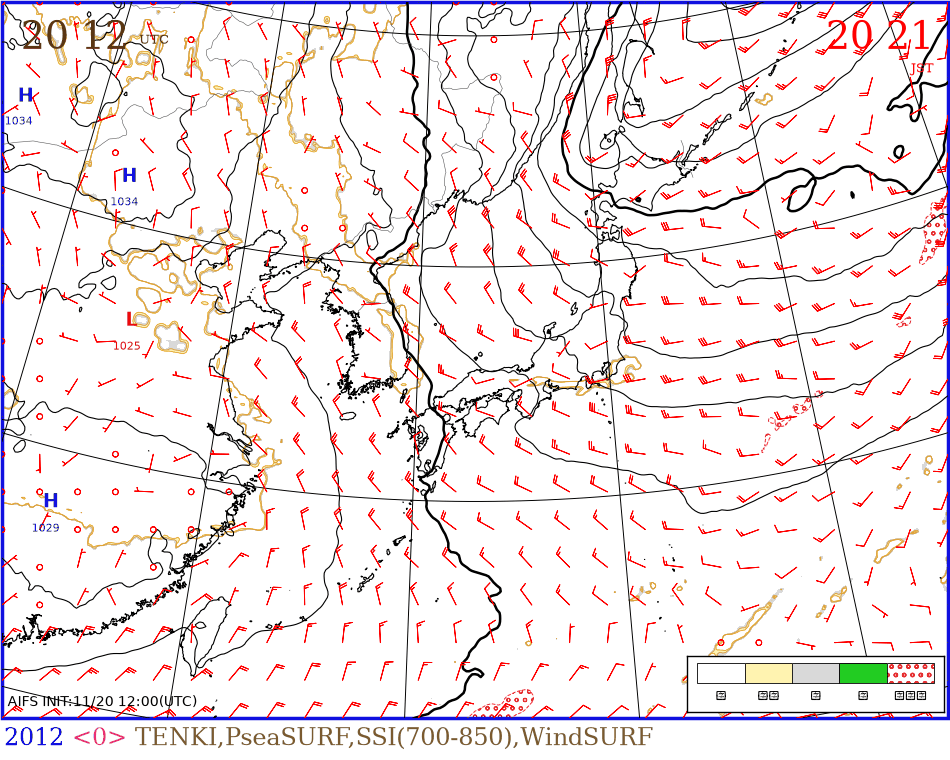 20 12 UTC
20 21
JST
H
1034
H
1034
L
1025
H
1029
AIFS INIT:11/20 12:00(UTC)
2012 <0> TENKI,PseaSURF,SSI(700-850),WindSURF